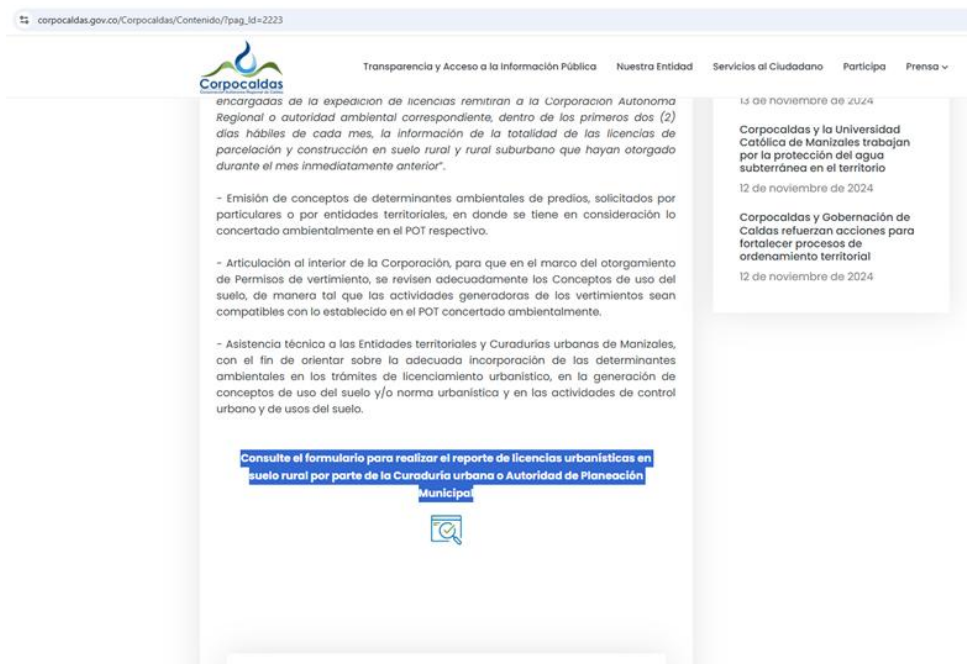 corpocaldas.gov.co/Corpocaldas/Contenido/?pag_Id=2223
Corpocaldas
Corporación Autónoma Regional de Caldas
Transparencia y Acceso a la Información Pública
Nuestra Entidad
Servicios al Ciudadano
Participa
Prensa
encargadas de la expedición de licencias remitirán a la Corporación Autónoma
Regional o autoridad ambiental correspondiente, dentro de los primeros dos (2)
días hábiles de cada mes, la información de la totalidad de las licencias de
parcelación y construcción en suelo rural y rural suburbano que hayan otorgado
durante el mes inmediatamente anterior".
- Emisión de conceptos de determinantes ambientales de predios, solicitados por
particulares o por entidades territoriales, en donde se tiene en consideración lo
concertado ambientalmente en el POT respectivo.
- Articulación al interior de la Corporación, para que en el marco del otorgamiento
de Permisos de vertimiento, se revisen adecuadamente los Conceptos de uso del
suelo, de manera tal que las actividades generadoras de los vertimientos sean
compatibles con lo establecido en el POT concertado ambientalmente.
- Asistencia técnica a las Entidades territoriales y Curadurías urbanas de Manizales,
con el fin de orientar sobre la adecuada incorporación de las determinantes
ambientales en los trámites de licenciamiento urbanístico, en la generación de
conceptos de uso del suelo y/o norma urbanística y en las actividades de control
urbano y de usos del suelo.
Consulte el formulario para realizar el reporte de licencias urbanísticas en
suelo rural por parte de la Curaduría urbana o Autoridad de Planeación
Municipal
13 de noviembre de 2024
Corpocaldas y la Universidad
Católica de Manizales trabajan
por la protección del agua
subterránea en el territorio
12 de noviembre de 2024
Corpocaldas y Gobernación de
Caldas refuerzan acciones para
fortalecer procesos de
ordenamiento territorial
12 de noviembre de 2024